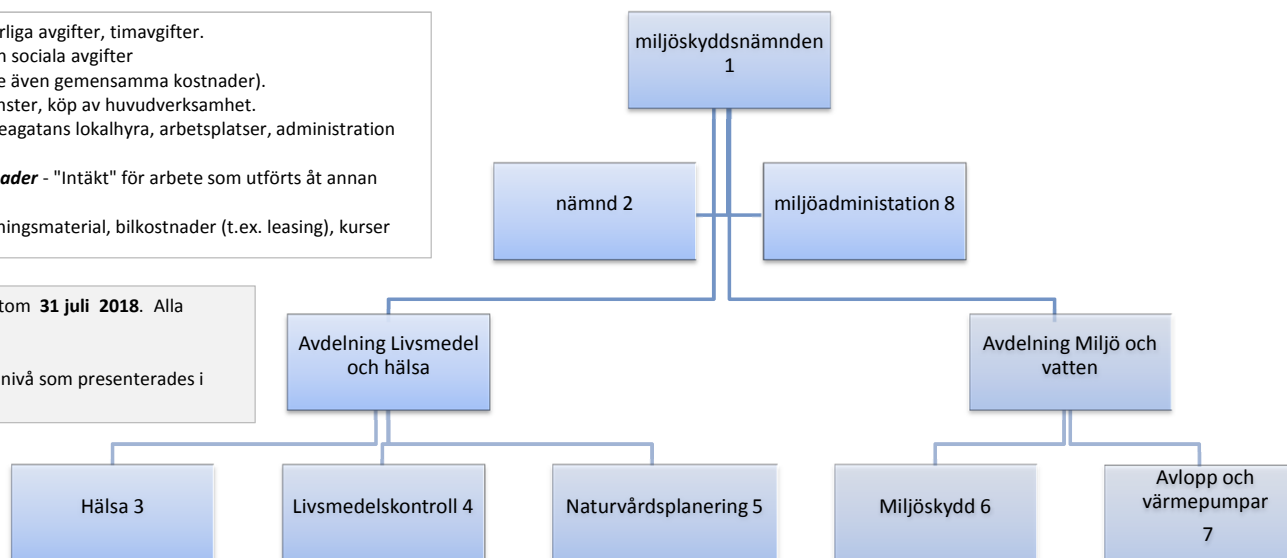 rliga avgifter, timavgifter.
n sociala avgifter
e även gemensamma kostnader).
nster, köp av huvudverksamhet.
eagatans lokalhyra, arbetsplatser, administration
ader - "Intäkt" för arbete som utförts åt annan
ningsmaterial, bilkostnader (t.ex. leasing), kurser
tom 31 juli 2018. Alla
nivå som presenterades i
miljöskyddsnämnden
1
nämnd 2
miljöadministation 8
Avdelning Livsmedel
och hälsa
Avdelning Miljö och
vatten
Hälsa 3
Livsmedelskontroll 4
Naturvårdsplanering 5
Miljöskydd 6
Avlopp och
värmepumpar
7